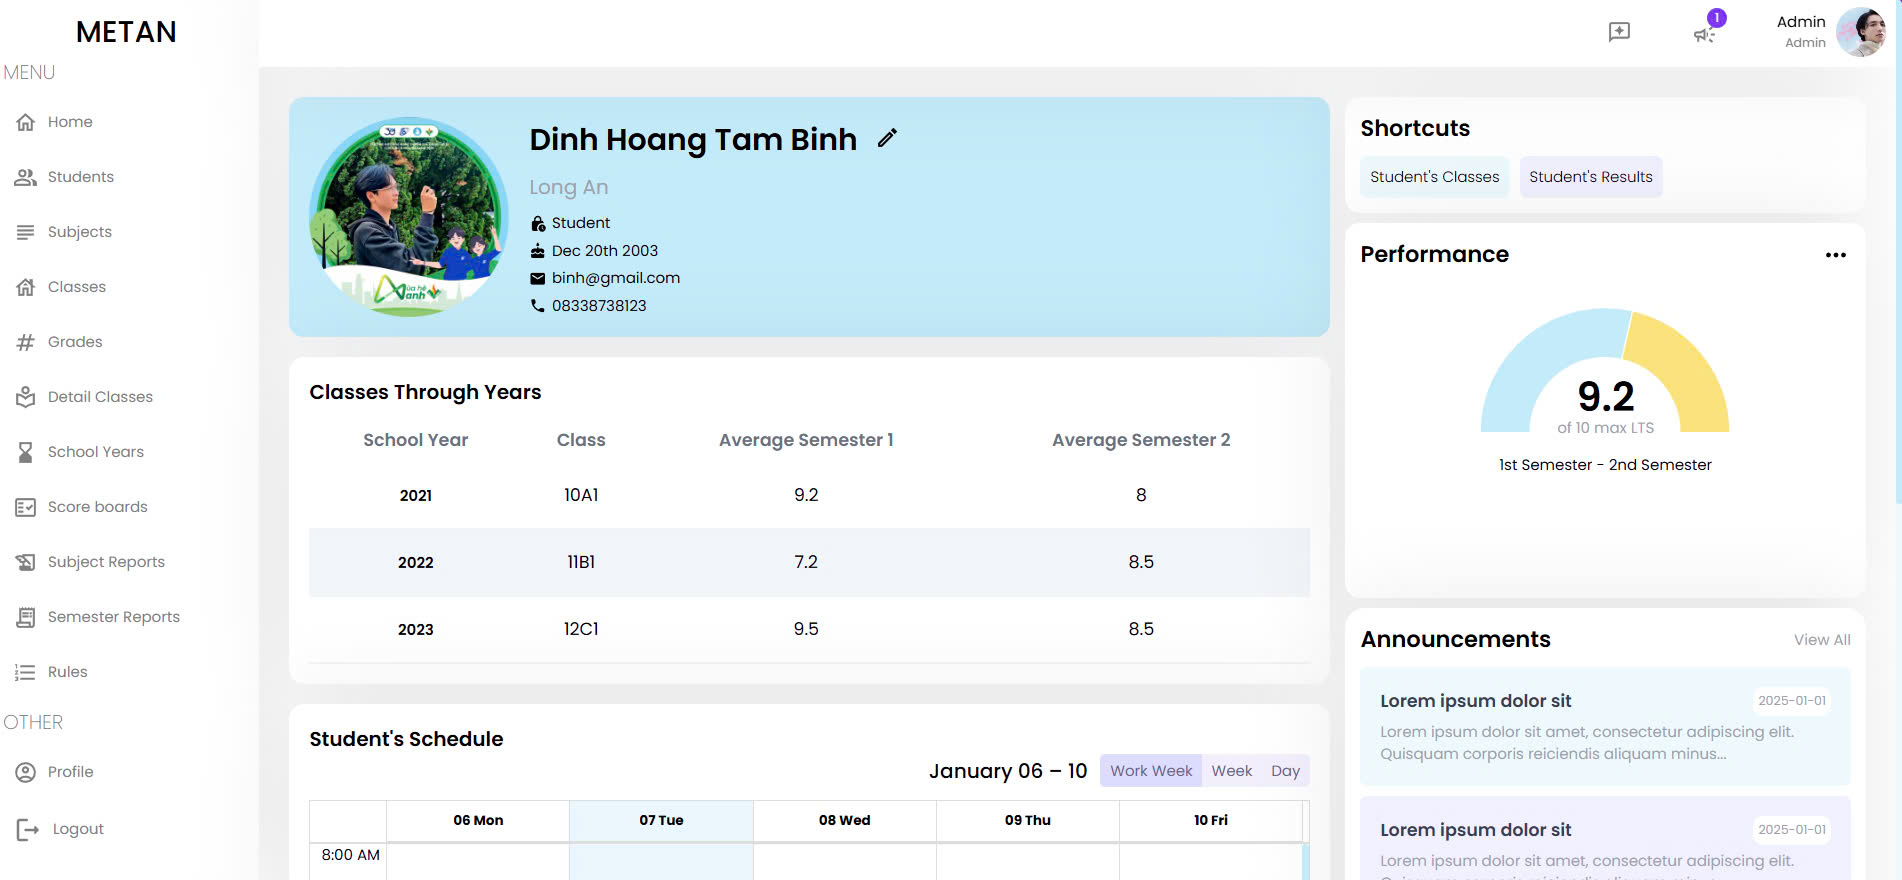 METAN
MENU
Home
Students
Subjects
Classes
Grades
Detail Classes
School Years
Score boards
Subject Reports
Semester Reports
Rules
OTHER
Profile
Logout
1
Admin
Admin
Dinh Hoang Tam Binh
Long An
Student
Dec 20th 2003
binh@gmail.com
08338738123
ùa hè
anh
Classes Through Years
School Year Class Average Semester 1 Average Semester 2
2021 10A1 9.2 8
2022 11B1 7.2 8.5
2023 12C1 9.5 8.5
Student's Schedule
January 06 – 10 Work Week Week Day
06 Mon 07 Tue 08 Wed 09 Thu 10 Fri
8:00 AM
Shortcuts
Student's Classes Student's Results
Performance
9.2
of 10 max LTS
1st Semester - 2nd Semester
Announcements View All
Lorem ipsum dolor sit 2025-01-01
Lorem ipsum dolor sit amet, consectetur adipiscing elit.
Quisquam corporis reiciendis aliquam minus...
Lorem ipsum dolor sit 2025-01-01
Lorem ipsum dolor sit amet, consectetur adipiscing elit.